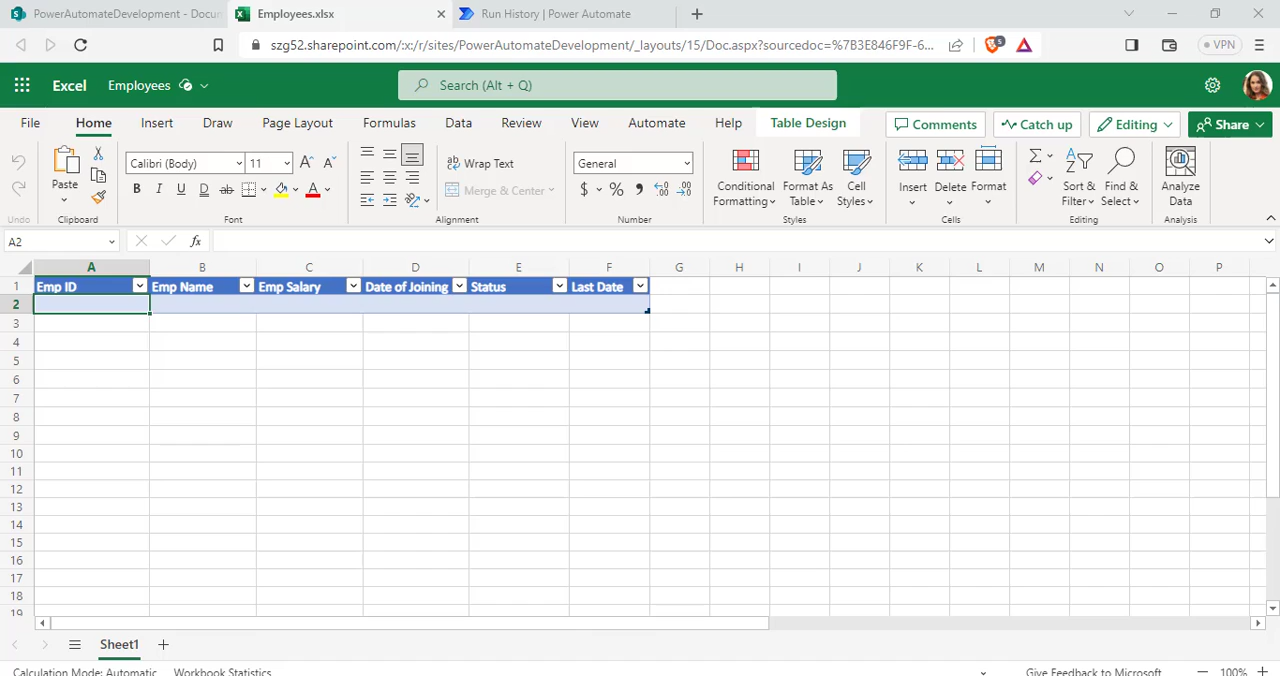 PowerAutomateDevelopment - Docu
Employees.xlsx
Run History | Power Automate
szg52.sharepoint.com/:x:/r/sites/PowerAutomateDevelopment/_layouts/15/Doc.aspx?sourcedoc=%7B3E846F9F-6...
5
VPN
Excel
Employees
Search (Alt + Q)
File
Home
Insert
Draw
Page Layout
Formulas
Data
Review
View
Automate
Help
Table Design
Comments
Catch up
Editing
Share
Paste
Calibri (Body)
11
Wrap Text
General
Conditional Formatting
Format As Table
Cell Styles
Insert
Delete
Format
Sort & Filter
Find & Select
Analyze Data
B I U D ab A
Merge & Center
$ % 9
Undo
Clipboard
Font
Alignment
Number
Styles
Cells
Editing
Analysis
A2
fx
A B C D E F G H I J K L M N O P
1 Emp ID Emp Name Emp Salary Date of Joining Status Last Date
2
3
4
5
6
7
8
9
10
11
12
13
14
15
16
17
18
19
Sheet1
Calculation Mode: Automatic Workbook Statistics
Give Feedback to Microsoft
100%